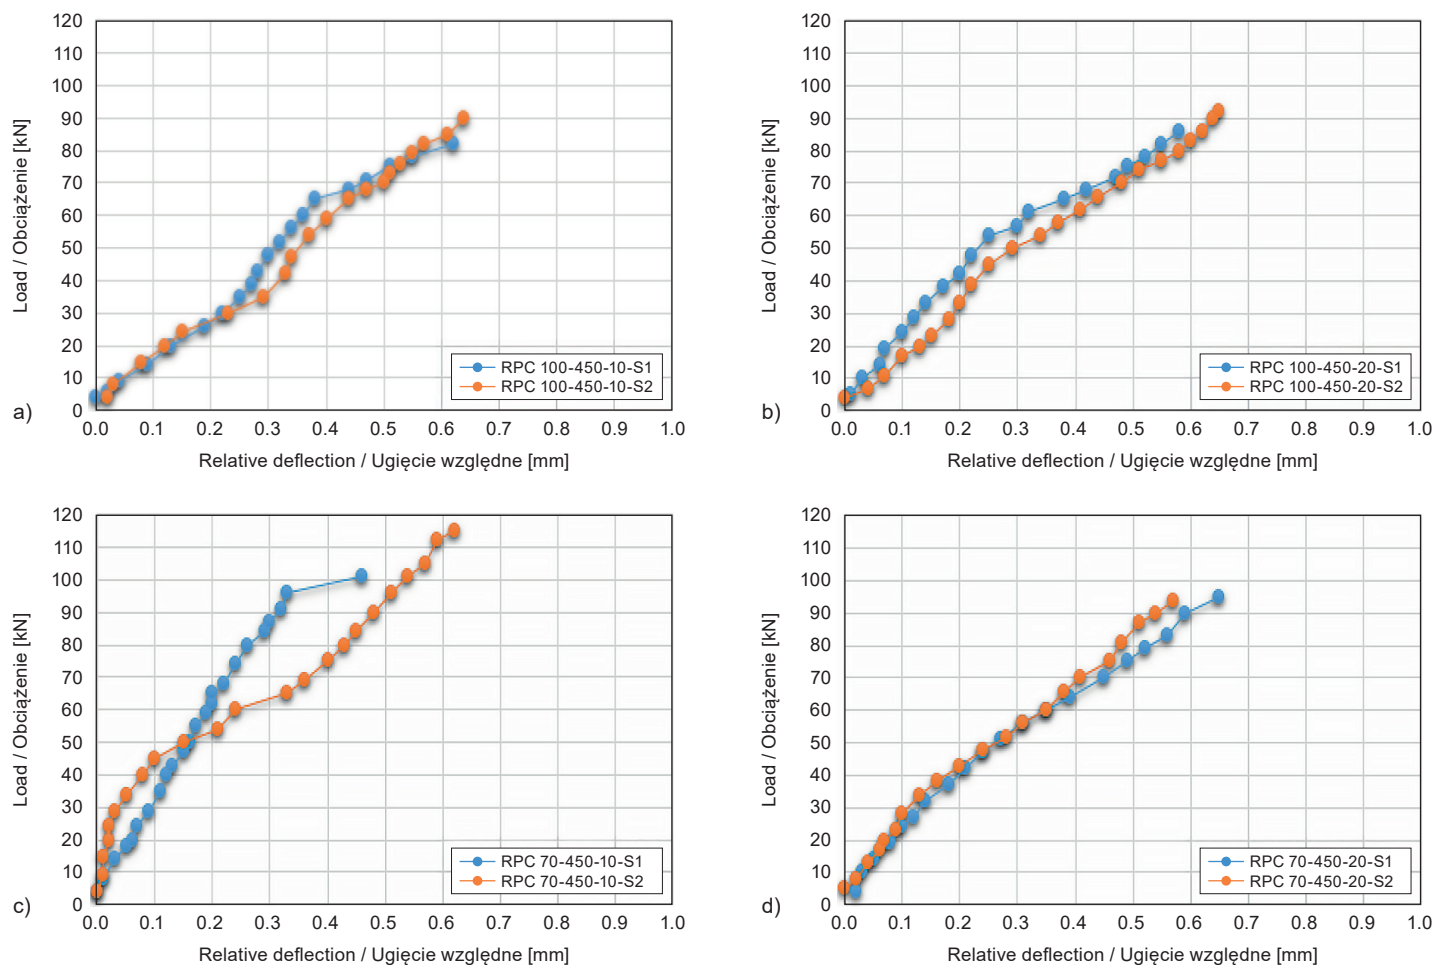 120
110
100
90
80
70
60
50
40
30
20
10
0
Load / Obciążenie [kN]
RPC 100-450-10-S1
RPC 100-450-10-S2
a)
0.0 0.1 0.2 0.3 0.4 0.5 0.6 0.7 0.8 0.9 1.0
Relative deflection / Ugięcie względne [mm]
120
110
100
90
80
70
60
50
40
30
20
10
0
Load / Obciążenie [kN]
RPC 100-450-20-S1
RPC 100-450-20-S2
b)
0.0 0.1 0.2 0.3 0.4 0.5 0.6 0.7 0.8 0.9 1.0
Relative deflection / Ugięcie względne [mm]
120
110
100
90
80
70
60
50
40
30
20
10
0
Load / Obciążenie [kN]
RPC 70-450-10-S1
RPC 70-450-10-S2
c)
0.0 0.1 0.2 0.3 0.4 0.5 0.6 0.7 0.8 0.9 1.0
Relative deflection / Ugięcie względne [mm]
120
110
100
90
80
70
60
50
40
30
20
10
0
Load / Obciążenie [kN]
RPC 70-450-20-S1
RPC 70-450-20-S2
d)
0.0 0.1 0.2 0.3 0.4 0.5 0.6 0.7 0.8 0.9 1.0
Relative deflection / Ugięcie względne [mm]